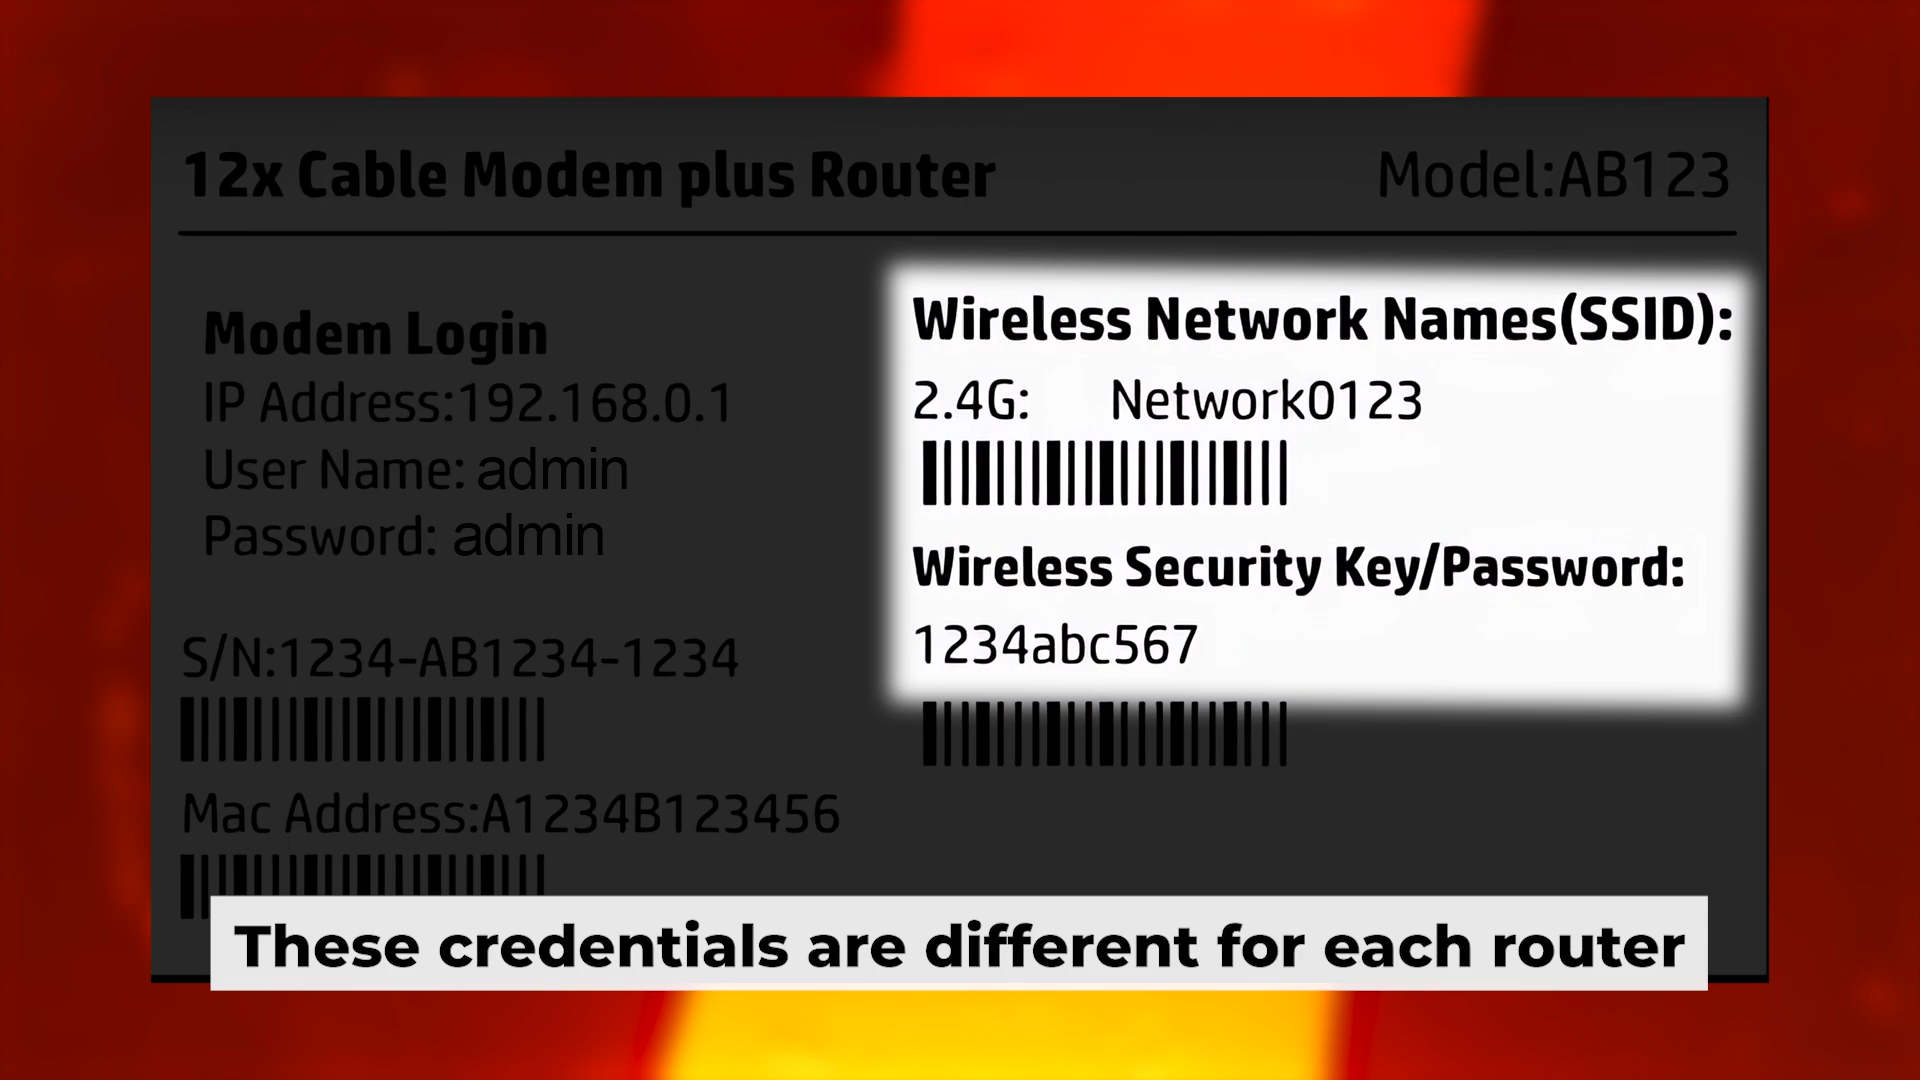 12x Cable Modem plus Router
Model:AB123
Modem Login
IP Address:192.168.0.1
User Name: admin
Password: admin
S/N:1234-AB1234-1234
Mac Address:A1234B123456
Wireless Network Names(SSID):
2.4G: Network0123
Wireless Security Key/Password:
1234abc567
These credentials are different for each router